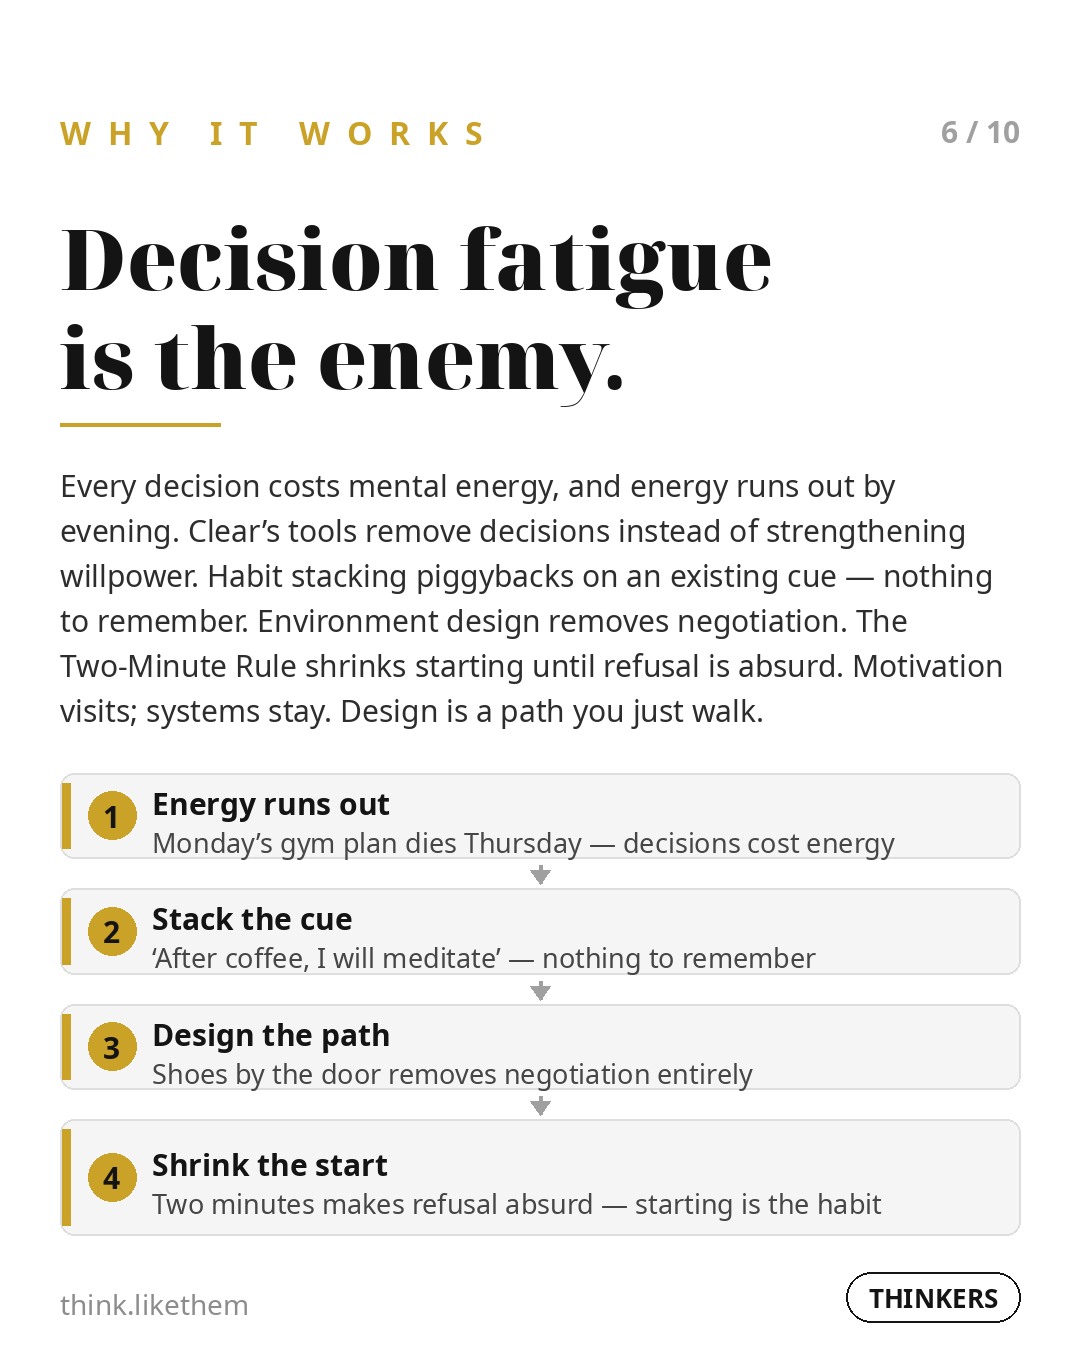 WHY IT WORKS
6 / 10
Decision fatigue
is the enemy.
Every decision costs mental energy, and energy runs out by
evening. Clear’s tools remove decisions instead of strengthening
willpower. Habit stacking piggybacks on an existing cue — nothing
to remember. Environment design removes negotiation. The
Two-Minute Rule shrinks starting until refusal is absurd. Motivation
visits; systems stay. Design is a path you just walk.
1
Energy runs out
Monday’s gym plan dies Thursday — decisions cost energy
2
Stack the cue
‘After coffee, I will meditate’ — nothing to remember
3
Design the path
Shoes by the door removes negotiation entirely
4
Shrink the start
Two minutes makes refusal absurd — starting is the habit
think.likethem
THINKERS